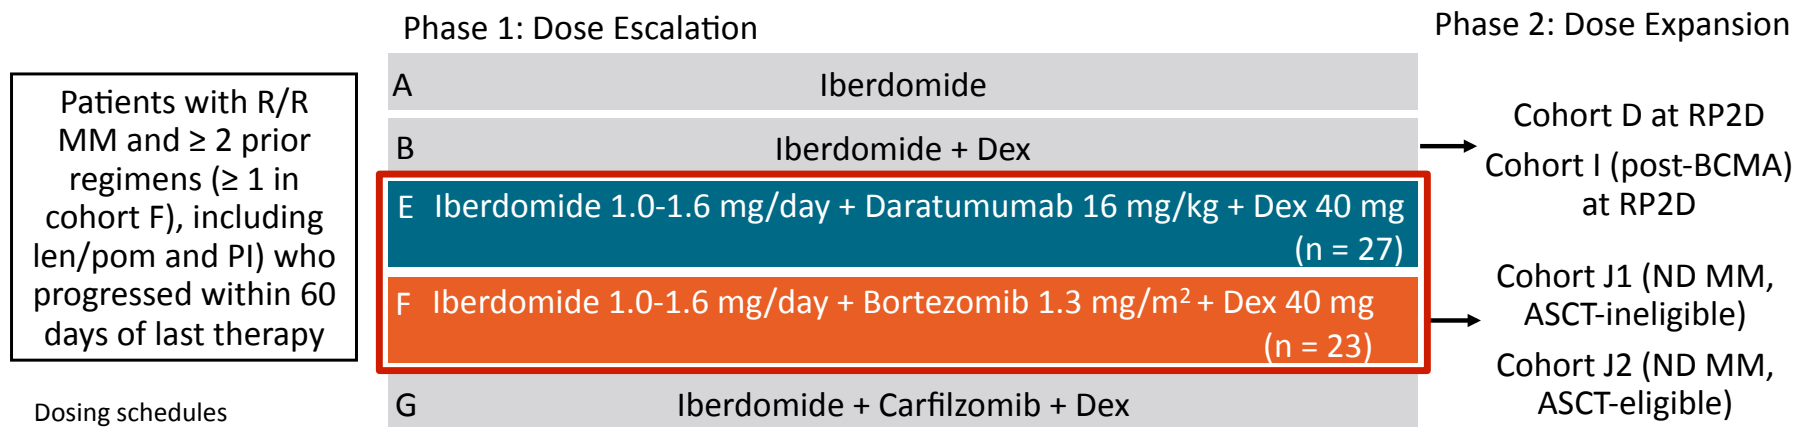 Phase 1: Dose Escalation
Phase 2: Dose Expansion
Patients with R/R
MM and ≥ 2 prior
regimens (≥ 1 in
cohort F), including
len/pom and PI) who
progressed within 60
days of last therapy
Dosing schedules
A Iberdomide
B Iberdomide + Dex
E Iberdomide 1.0-1.6 mg/day + Daratumumab 16 mg/kg + Dex 40 mg
(n = 27)
F Iberdomide 1.0-1.6 mg/day + Bortezomib 1.3 mg/m² + Dex 40 mg
(n = 23)
G Iberdomide + Carfilzomib + Dex
Cohort D at RP2D
Cohort I (post-BCMA)
at RP2D
Cohort J1 (ND MM,
ASCT-ineligible)
Cohort J2 (ND MM,
ASCT-eligible)